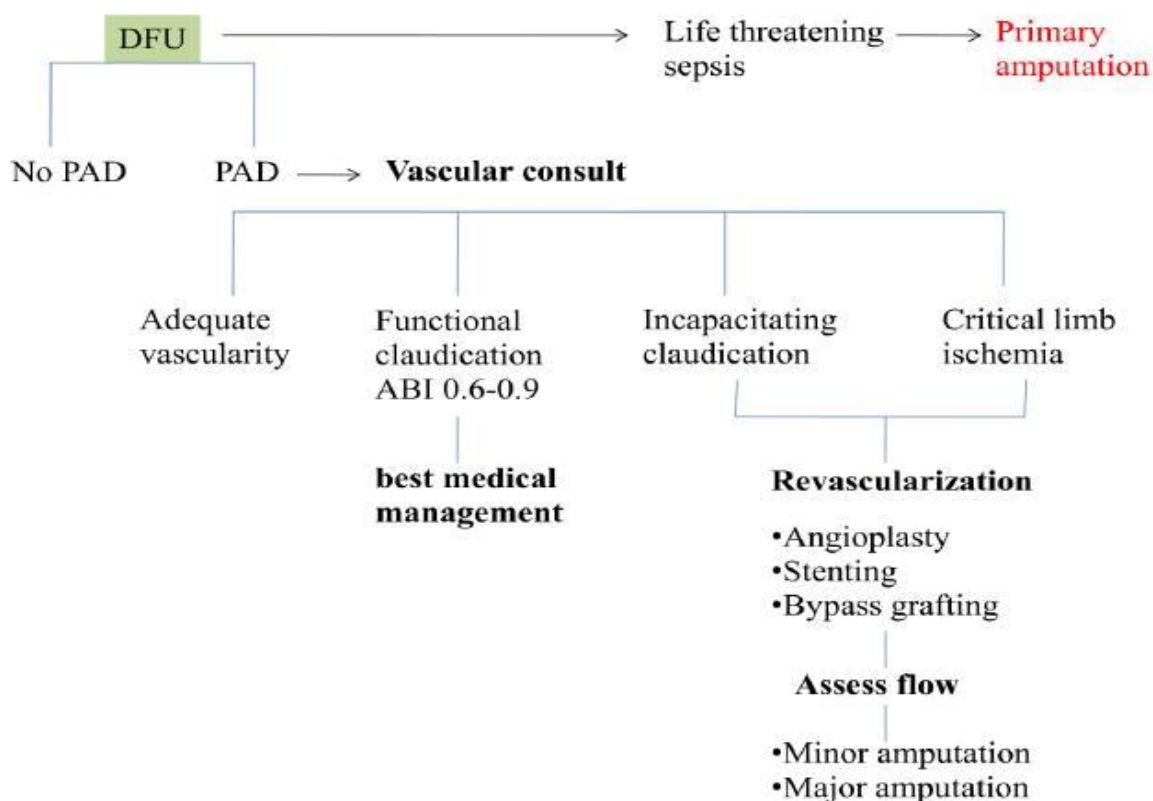 DFU
Life threatening
sepsis
Primary
amputation
No PAD
PAD
Vascular consult
Adequate
vascularity
Functional
claudication
ABI 0.6-0.9
Incapacitating
claudication
Critical limb
ischemia
best medical
management
Revascularization
•Angioplasty
•Stenting
•Bypass grafting
Assess flow
•Minor amputation
•Major amputation